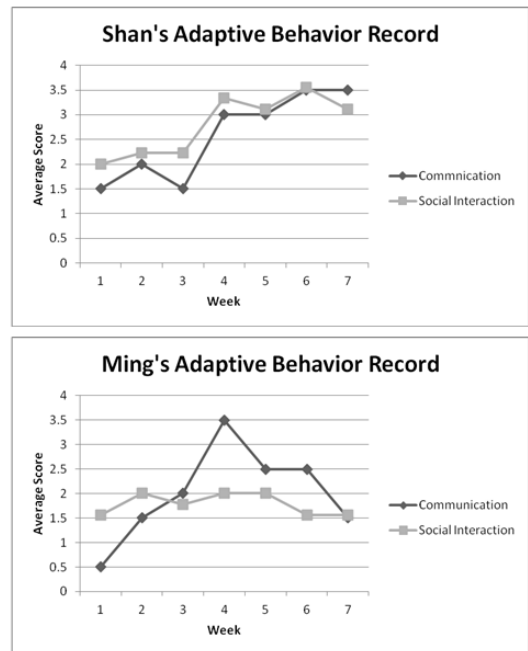 Shan's Adaptive Behavior Record
4
3.5
3
2.5
2
1.5
1
0.5
0
Average Score
1 2 3 4 5 6 7
Week
Commnication
Social Interaction
Ming's Adaptive Behavior Record
4
3.5
3
2.5
2
1.5
1
0.5
0
Average Score
1 2 3 4 5 6 7
Week
Communication
Social Interaction